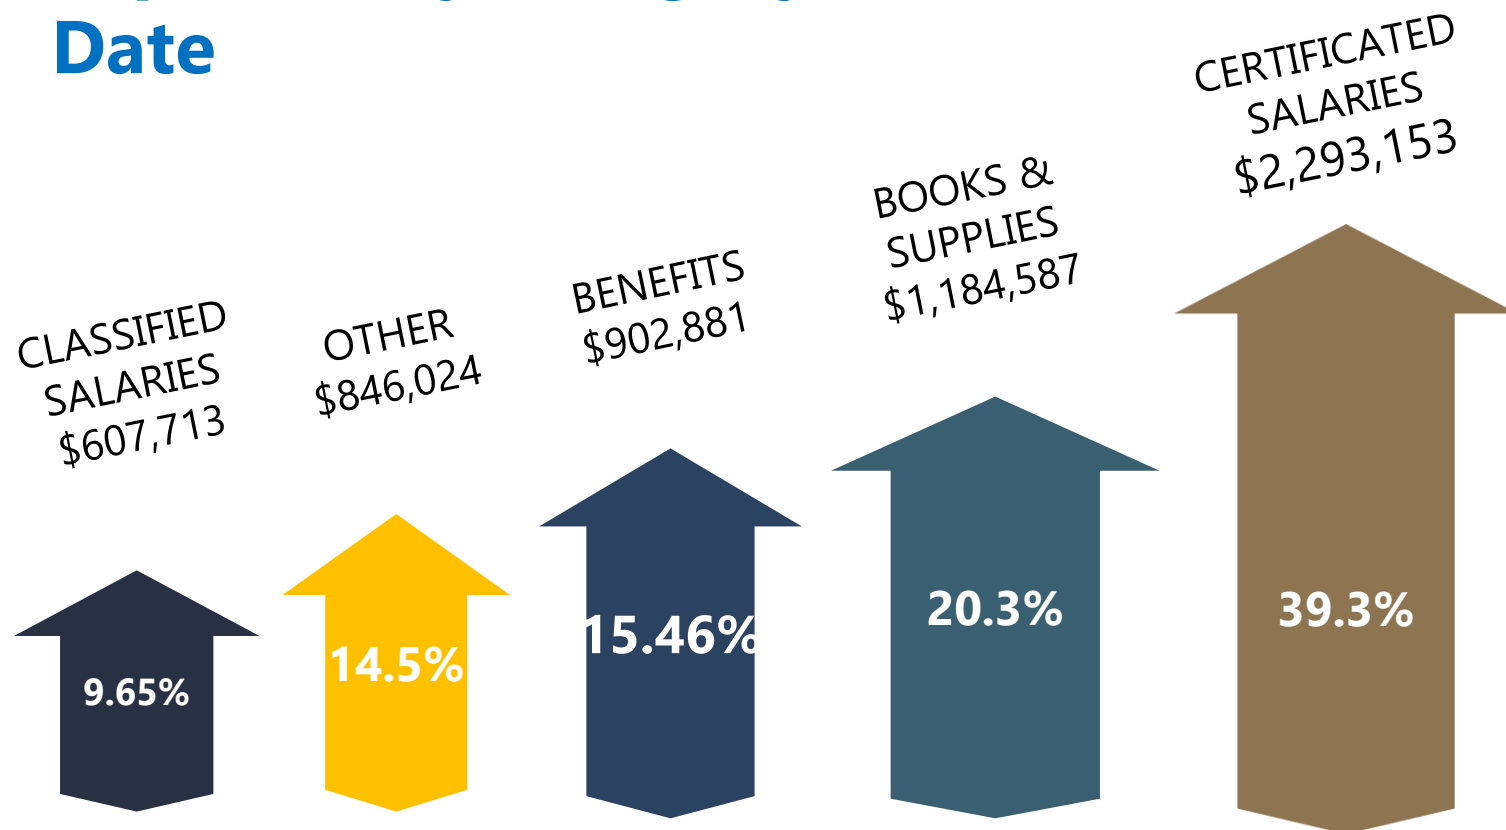 Date
CLASSIFIED
SALARIES
$607,713
OTHER
$846,024
BENEFITS
$902,881
BOOKS &
SUPPLIES
$1,184,587
CERTIFICATED
SALARIES
$2,293,153
9.65%
14.5%
15.46%
20.3%
39.3%